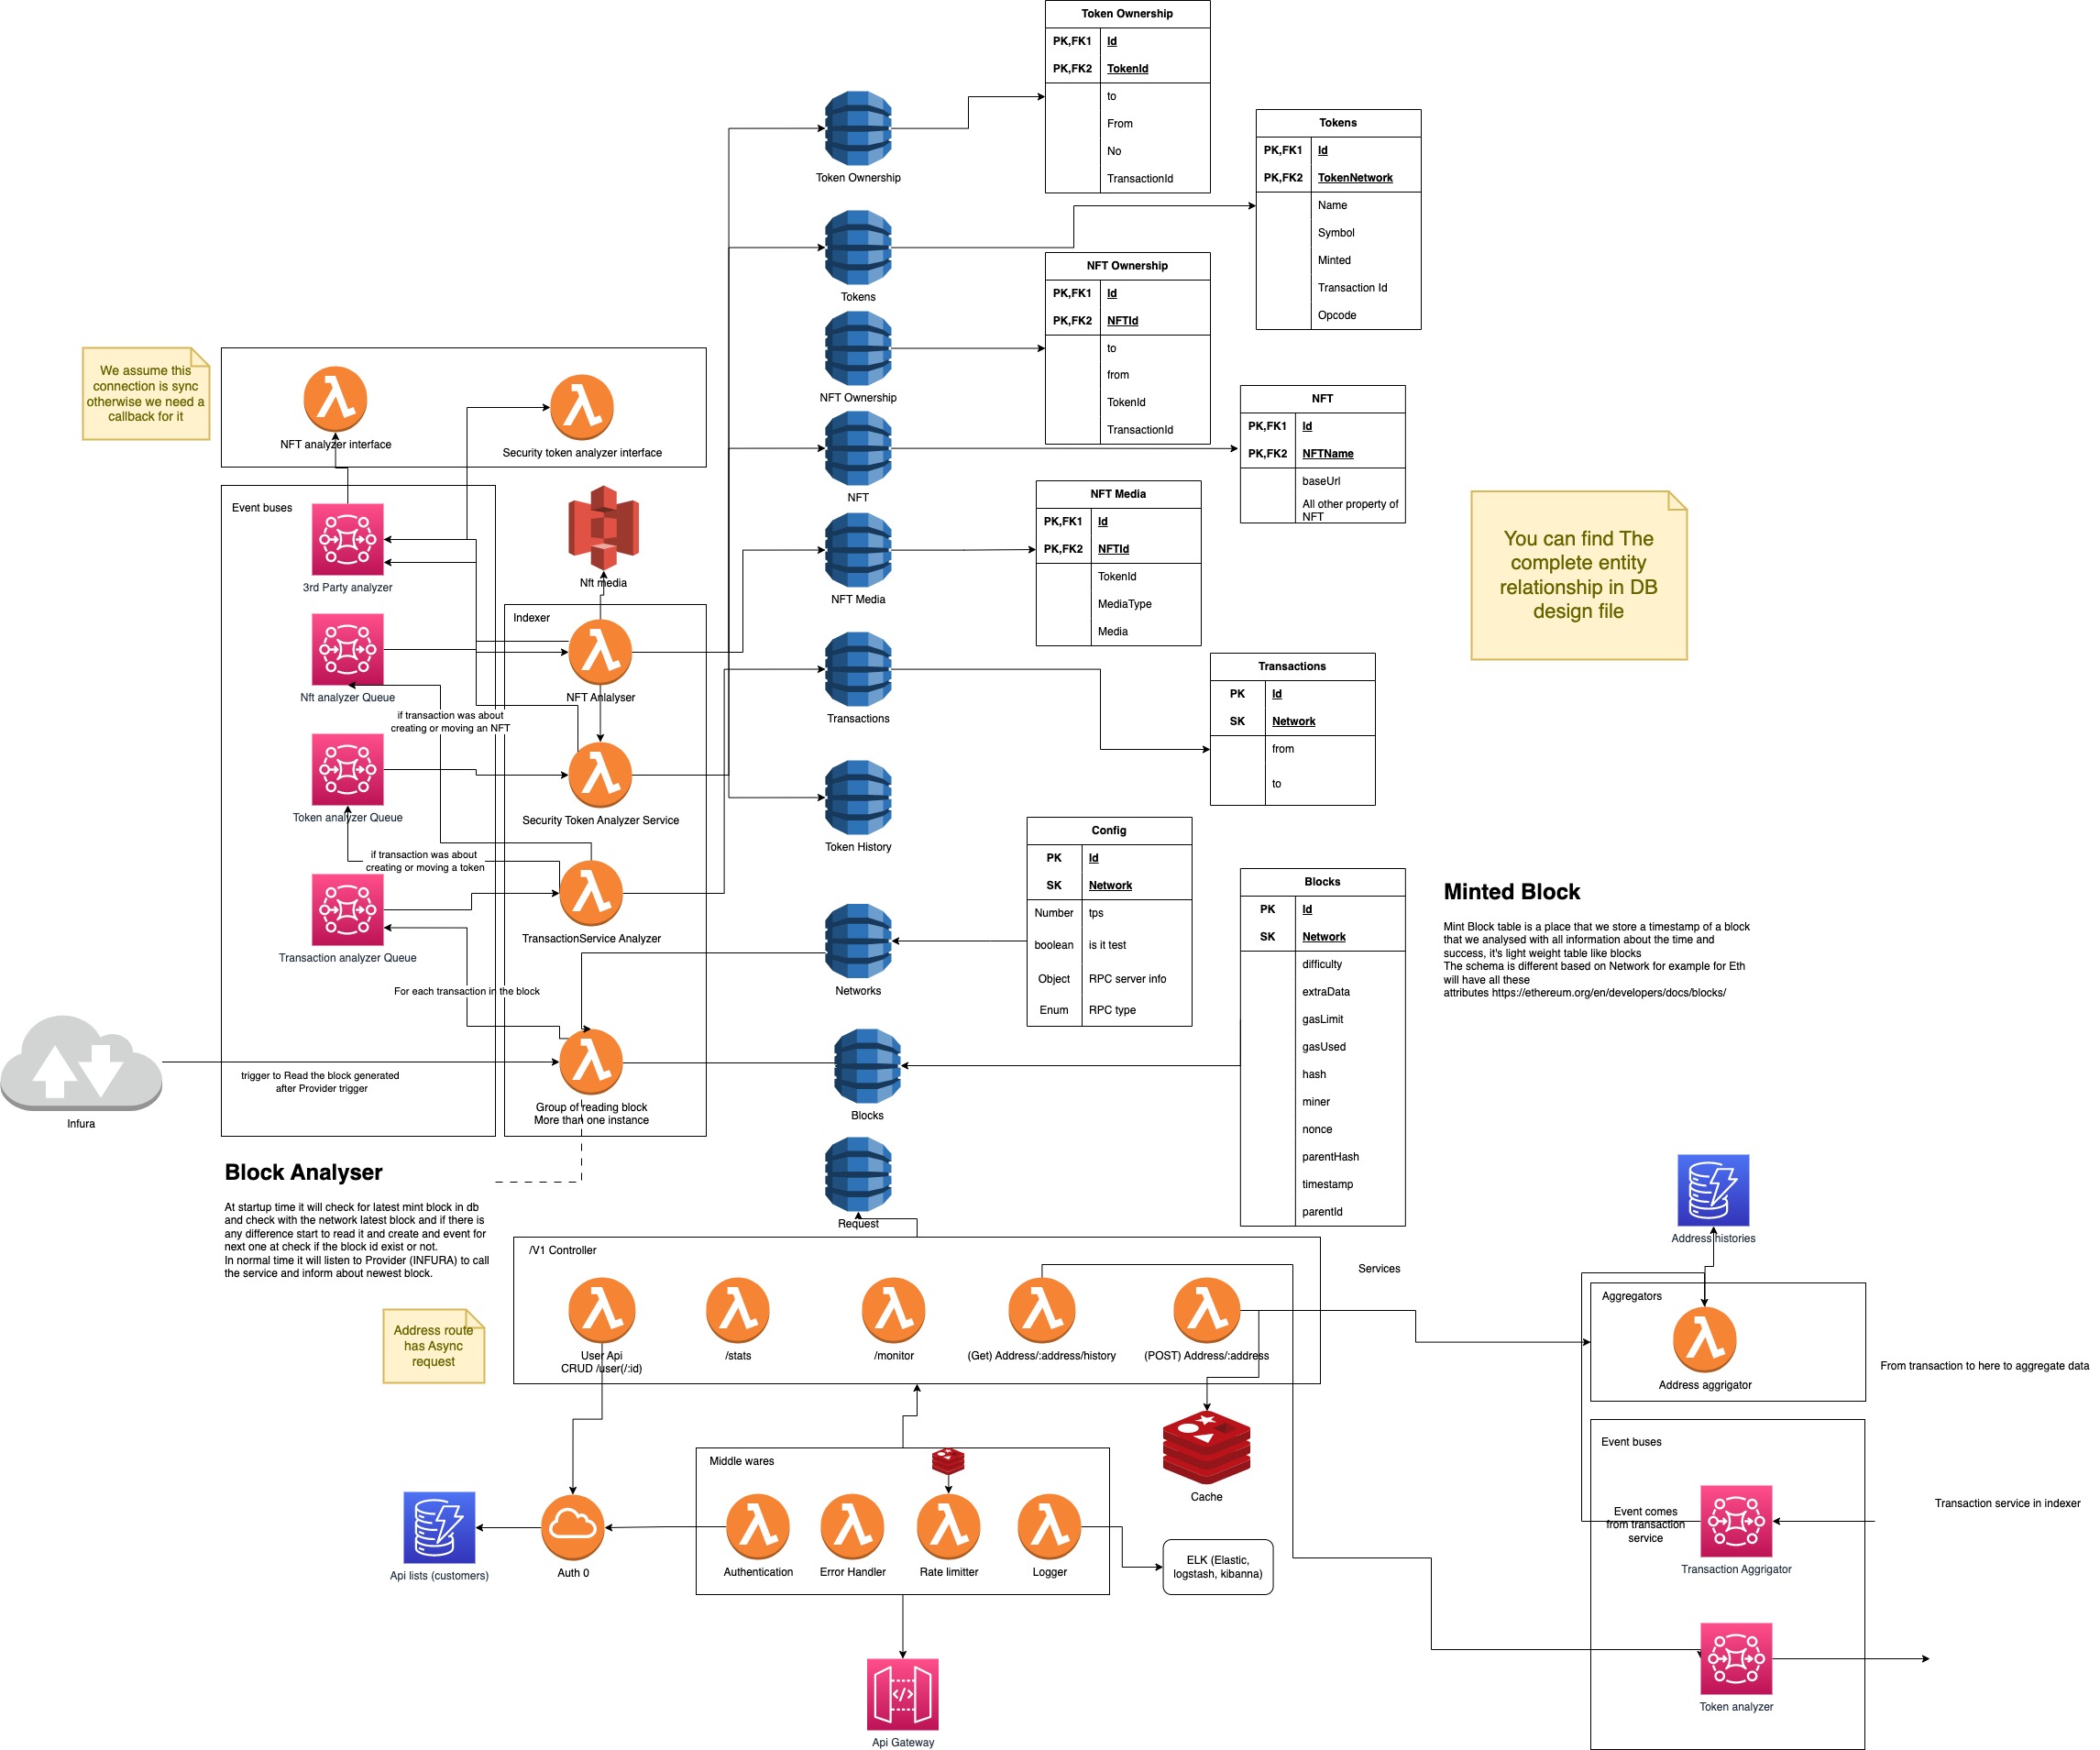 Token Ownership
PK,FK1 Id
PK,FK2 TokenId
to
From
No
TransactionId
Token Ownership
Tokens
PK,FK1 Id
PK,FK2 TokenNetwork
Name
Symbol
Minted
Transaction Id
Opcode
Tokens
NFT Ownership
PK,FK1 Id
PK,FK2 NFTId
to
from
TokenId
TransactionId
NFT Ownership
We assume this
connection is sync
otherwise we need a
callback for it
NFT analyzer interface
Security token analyzer interface
NFT
PK,FK1 Id
PK,FK2 NFTName
baseUrl
All other property of
NFT
NFT
Event buses
3rd Party analyzer
Nft media
NFT Media
PK,FK1 Id
PK,FK2 NFTId
TokenId
MediaType
Media
NFT Media
You can find The
complete entity
relationship in DB
design file
Indexer
Nft analyzer Queue
NFT Anlalyser
if transaction was about
creating or moving an NFT
Transactions
Transactions
PK Id
SK Network
from
to
Token analyzer Queue
Security Token Analyzer Service
Token History
if transaction was about
creating or moving a token
Config
PK Id
SK Network
Number tps
boolean is it test
Object RPC server info
Enum RPC type
Transaction analyzer Queue
TransactionService Analyzer
Networks
For each transaction in the block
Blocks
PK Id
SK Network
difficulty
extraData
gasLimit
gasUsed
hash
miner
nonce
parentHash
timestamp
parentId
Minted Block
Mint Block table is a place that we store a timestamp of a block
that we analysed with all information about the time and
success, it's light weight table like blocks
The schema is different based on Network for example for Eth
will have all these
attributes https://ethereum.org/en/developers/docs/blocks/
Infura
trigger to Read the block generated
after Provider trigger
Group of reading block
More than one instance
Blocks
Block Analyser
At startup time it will check for latest mint block in db
and check with the network latest block and if there is
any difference start to read it and create and event for
next one at check if the block id exist or not.
In normal time it will listen to Provider (INFURA) to call
the service and inform about newest block.
Request
Address histories
/V1 Controller
User Api
CRUD /user(/:id)
/stats
/monitor
(Get) Address/:address/history
(POST) Address/:address
Services
Address route
has Async
request
Aggregators
Address aggrigator
From transaction to here to aggregate data
Cache
Middle wares
Authentication
Error Handler
Rate limitter
Logger
Api lists (customers)
Auth 0
ELK (Elastic,
logstash, kibanna)
Event buses
Event comes
from transaction
service
Transaction Aggrigator
Transaction service in indexer
Token analyzer
Api Gateway